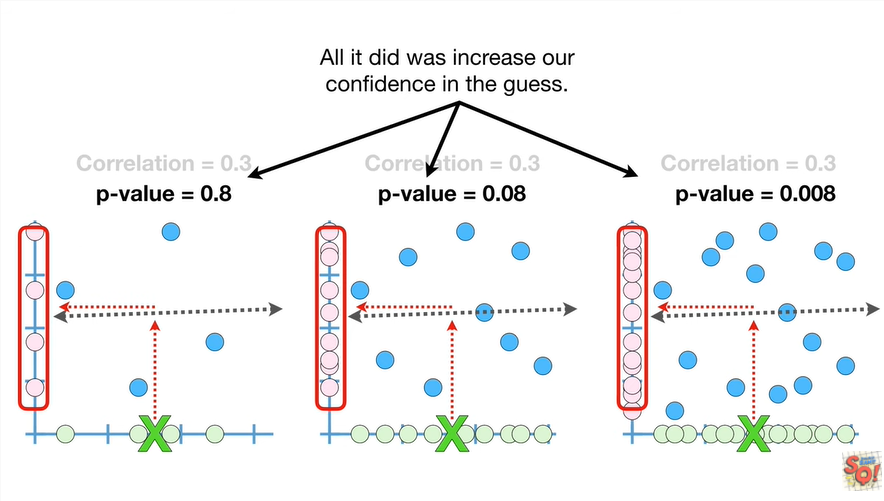 All it did was increase our
confidence in the guess.
Correlation = 0.3
p-value = 0.8
Correlation = 0.3
p-value = 0.08
Correlation = 0.3
p-value = 0.008
X
X
X
SQ!